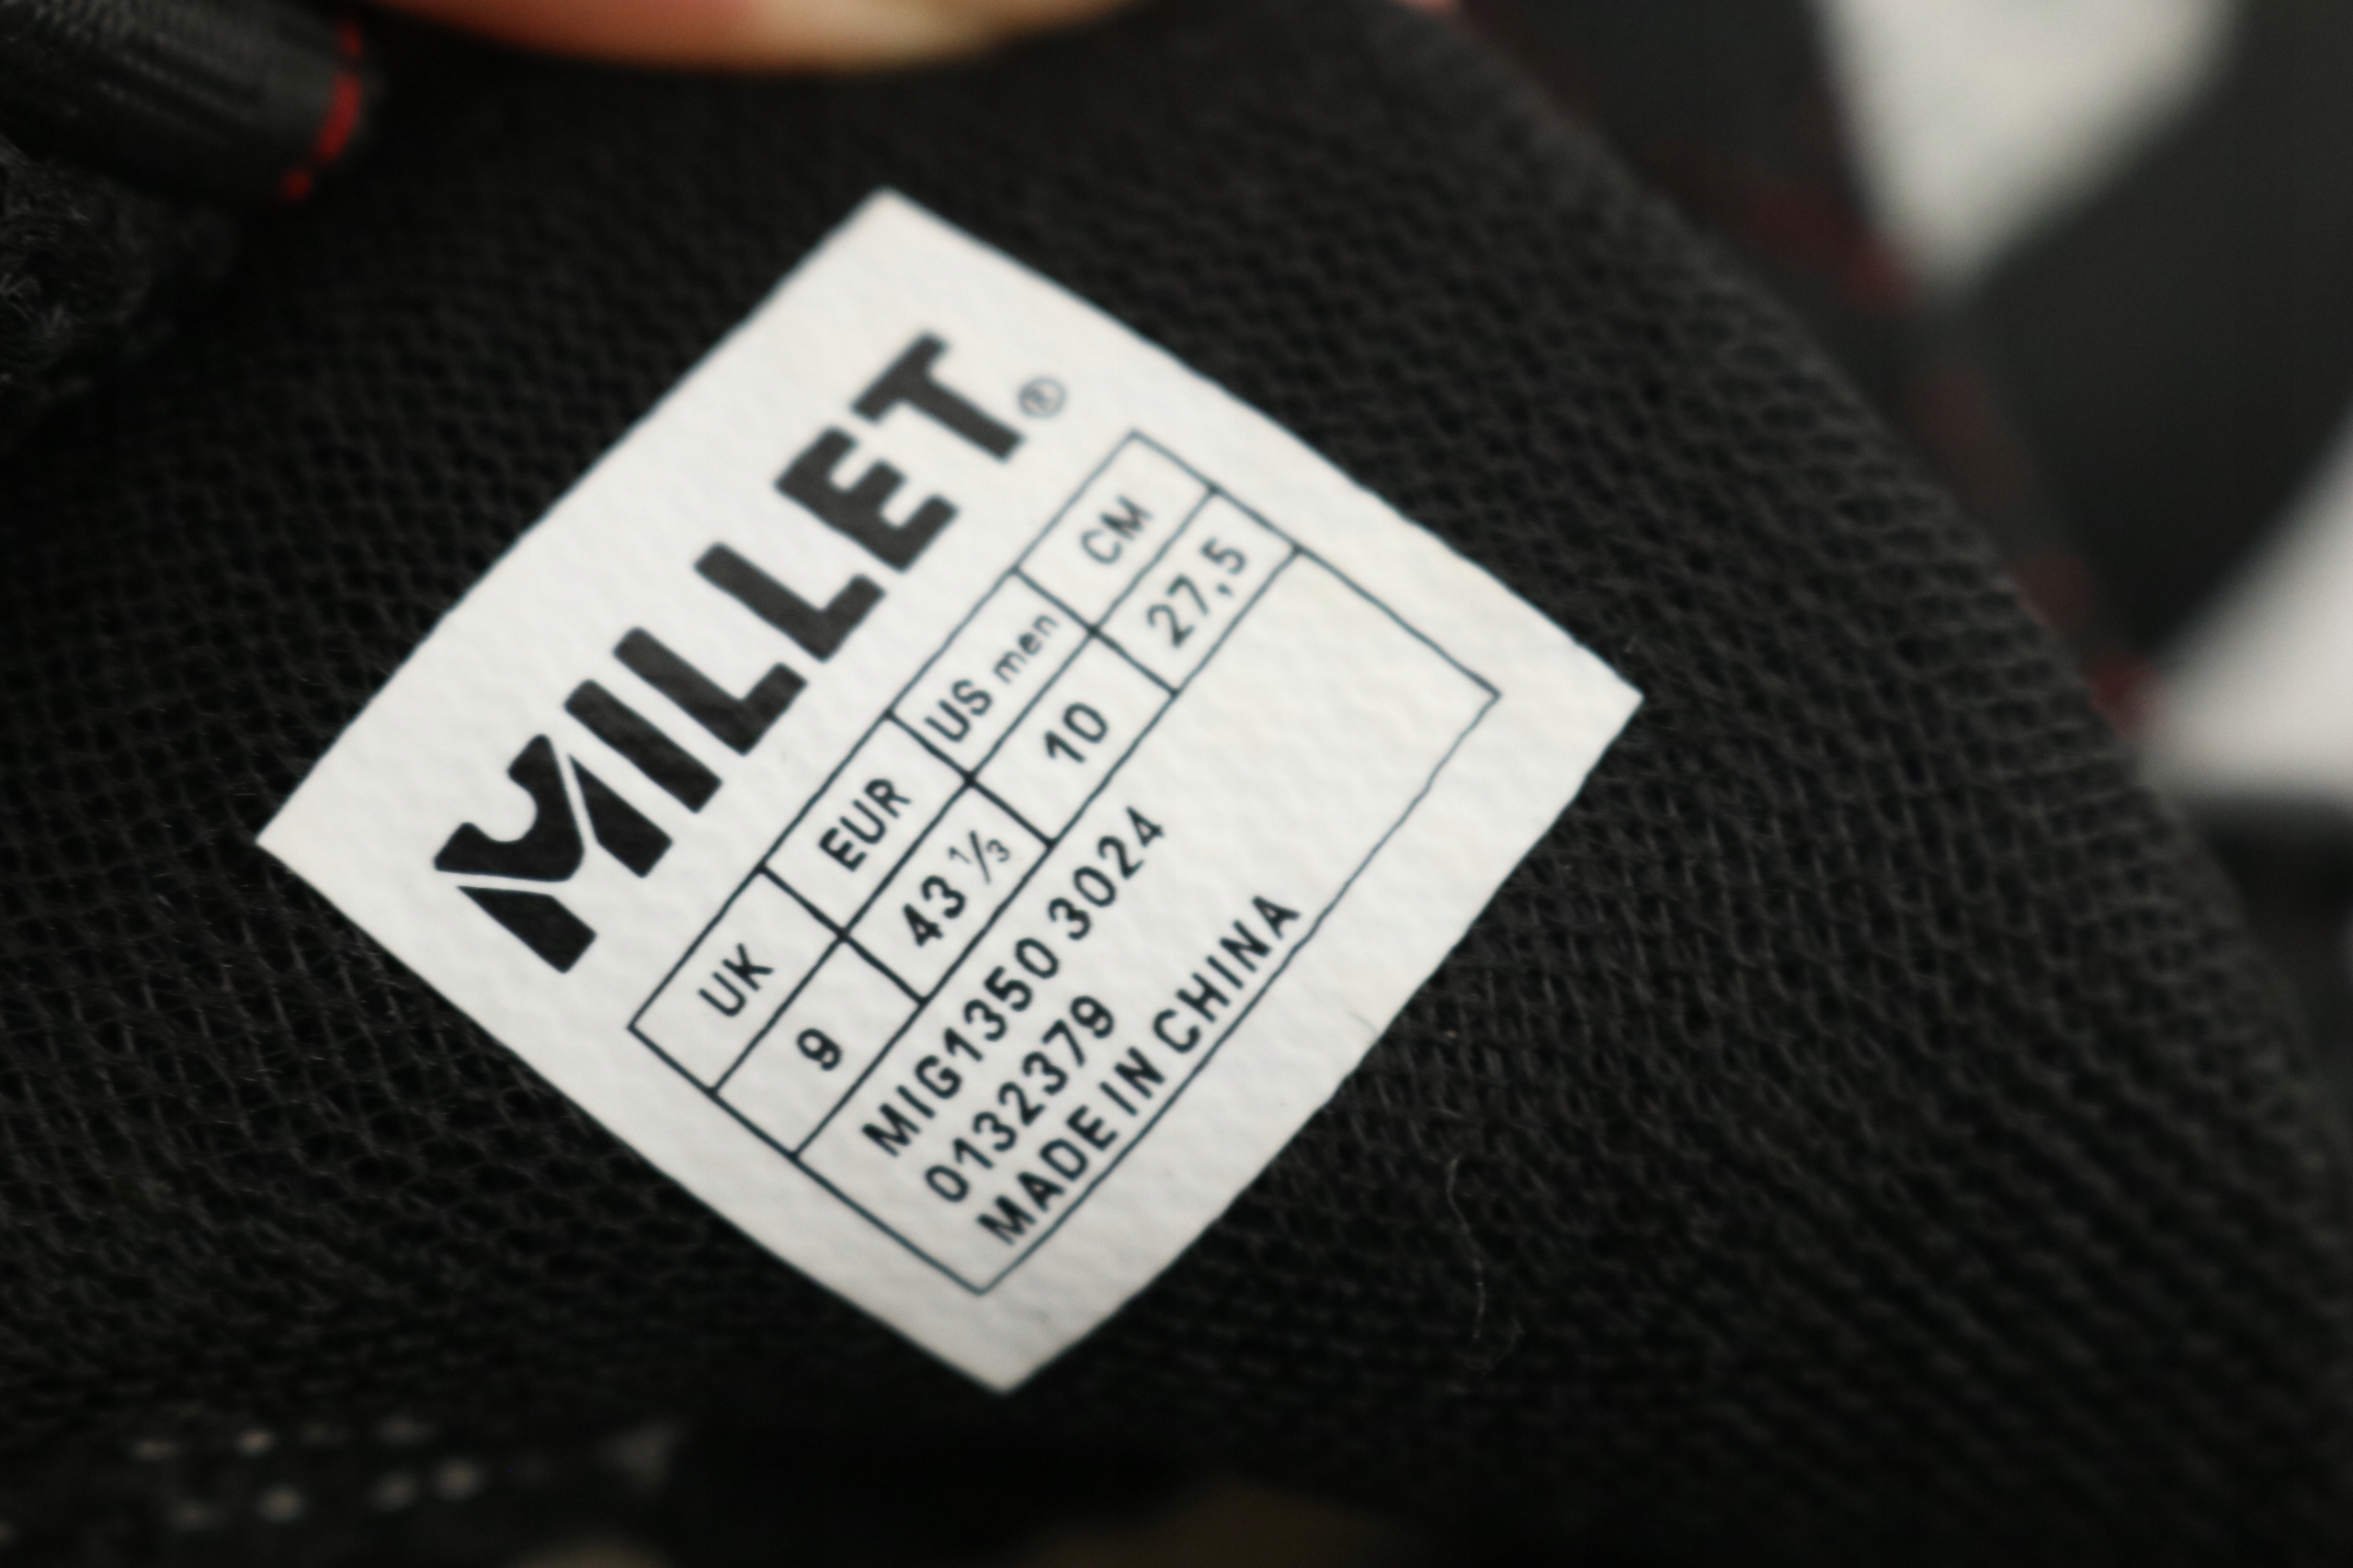 MILLET®
UK EUR US men CM
9 43 ⅓ 10 27,5
MIG1350 3024
0132379
MADE IN CHINA